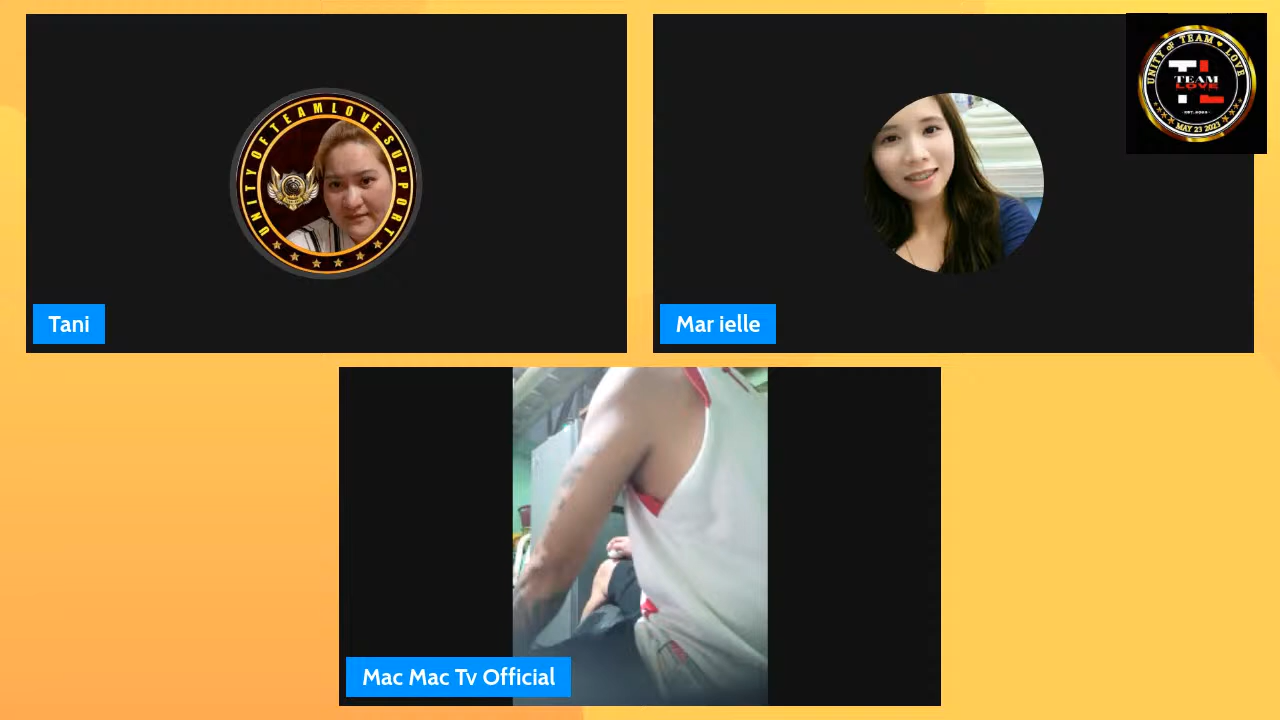 UNITY OF TEAM LOVE SUPPORT
Tani
Mar ielle
UNITY OF TEAM ♥ LOVE
TL
TEAM
LOVE
MAY 23 2023
Mac Mac Tv Official